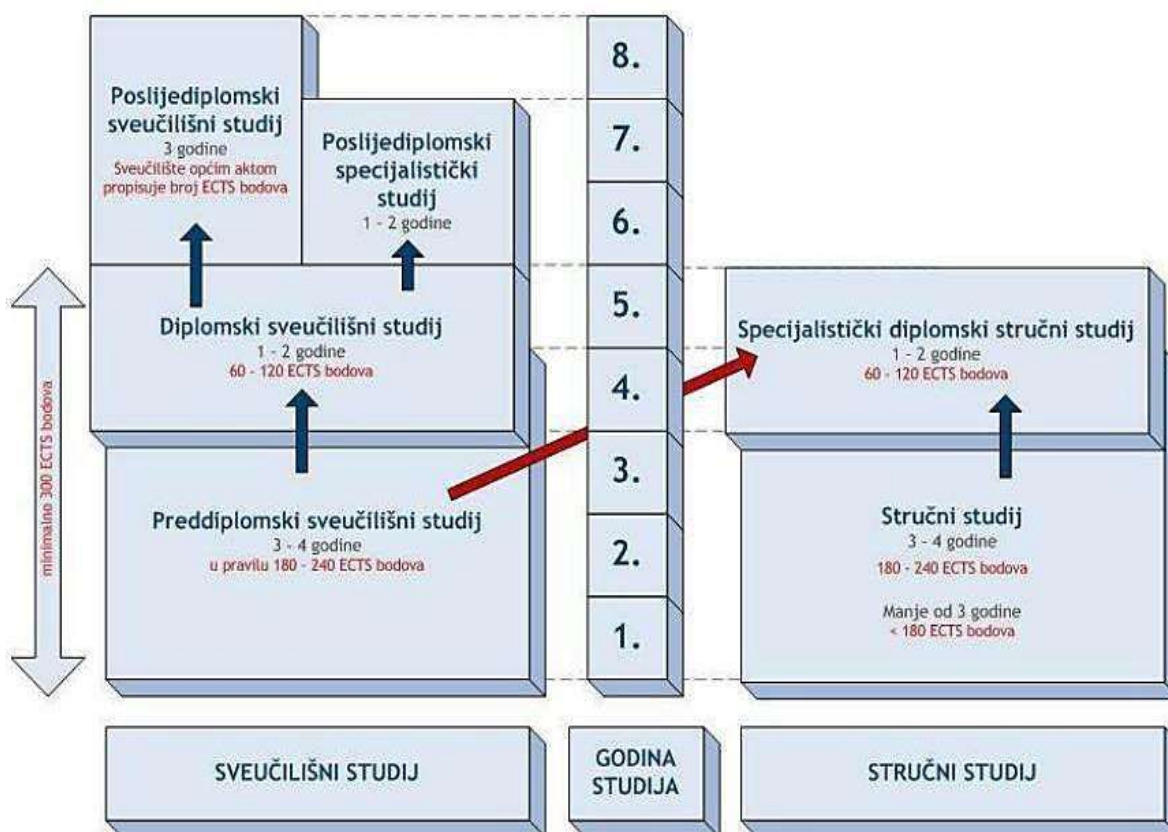 Poslijediplomski
sveučilišni studij
3 godine
Sveučilište općim aktom
propisuje broj ECTS bodova
Poslijediplomski
specijalistički
studij
1 - 2 godine
Diplomski sveučilišni studij
1 - 2 godine
60 - 120 ECTS bodova
Preddiplomski sveučilišni studij
3 - 4 godine
u pravilu 180 - 240 ECTS bodova
minimalno 300 ECTS bodova
8.
7.
6.
5.
4.
3.
2.
1.
Specijalistički diplomski stručni studij
1 - 2 godine
60 - 120 ECTS bodova
Stručni studij
3 - 4 godine
180 - 240 ECTS bodova
Manje od 3 godine
< 180 ECTS bodova
SVEUČILIŠNI STUDIJ
GODINA
STUDIJA
STRUČNI STUDIJ